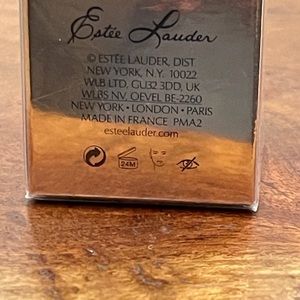 Estée Lauder
© ESTÉE LAUDER, DIST
NEW YORK, N.Y. 10022
WLB LTD, GU32 3DD, UK
WLBS NV, OEVEL BE-2260
NEW YORK • LONDON • PARIS
MADE IN FRANCE PMA2
esteelauder.com
24M